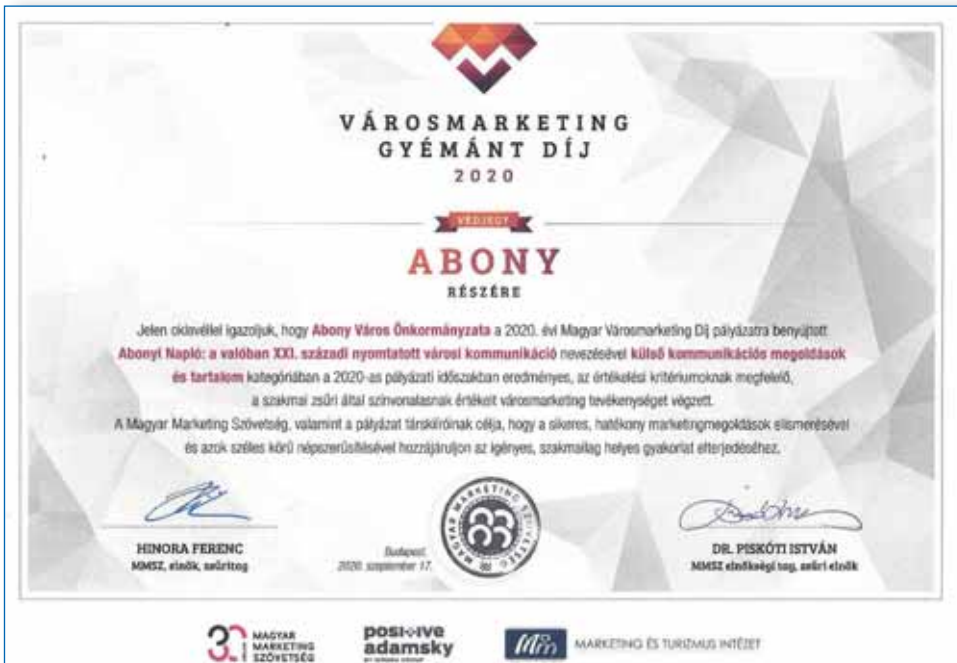 VÁROSMARKETING
GYÉMÁNT DÍJ
2020
VÉDJEGY
ABONY
RÉSZÉRE
Jelen oklevéllel igazoljuk, hogy Abony Város Önkormányzata a 2020. évi Magyar Városmarketing Díj pályázatra benyújtott
Abonyi Napló: a valóban XXI. századi nyomtatott városi kommunikáció nevezésével külső kommunikációs megoldások
és tartalom kategóriában a 2020-as pályázati időszakban eredményes, az értékelési kritériumoknak megfelelő,
a szakmai zsűri által színvonalasnak értékelt városmarketing tevékenységet végzett.
A Magyar Marketing Szövetség, valamint a pályázat társkiíróinak célja, hogy a sikeres, hatékony marketingmegoldások elismerésével
és azok széles körű népszerűsítésével hozzájáruljon az igényes, szakmailag helyes gyakorlat elterjedéséhez.
HINORA FERENC
MMSZ, elnök, zsűritag
Budapest,
2020. szeptember 17.
MAGYAR MARKETING SZÖVETSÉG
DR. PISKÓTI ISTVÁN
MMSZ elnökségi tag, zsűri elnök
30 MAGYAR
MARKETING
SZÖVETSÉG
positive
adamsky
MARKETING ÉS TURIZMUS INTÉZET